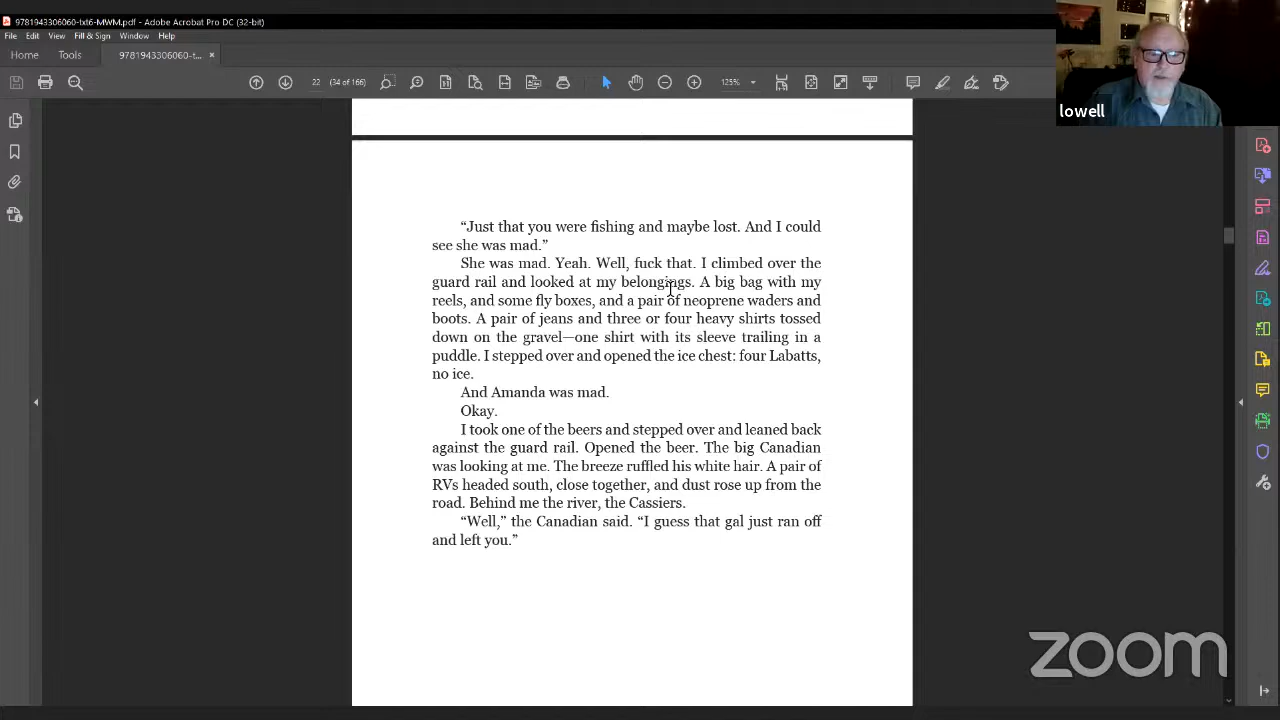 9781943306060-txt6-MWM.pdf - Adobe Acrobat Pro DC (32-bit)
File Edit View Fill & Sign Window Help
Home Tools 9781943306060-t... ×
22 (34 of 166) 125%
lowell
“Just that you were fishing and maybe lost. And I could
see she was mad.”
She was mad. Yeah. Well, fuck that. I climbed over the
guard rail and looked at my belongings. A big bag with my
reels, and some fly boxes, and a pair of neoprene waders and
boots. A pair of jeans and three or four heavy shirts tossed
down on the gravel—one shirt with its sleeve trailing in a
puddle. I stepped over and opened the ice chest: four Labatts,
no ice.
And Amanda was mad.
Okay.
I took one of the beers and stepped over and leaned back
against the guard rail. Opened the beer. The big Canadian
was looking at me. The breeze ruffled his white hair. A pair of
RVs headed south, close together, and dust rose up from the
road. Behind me the river, the Cassiers.
“Well,” the Canadian said. “I guess that gal just ran off
and left you.”
zoom